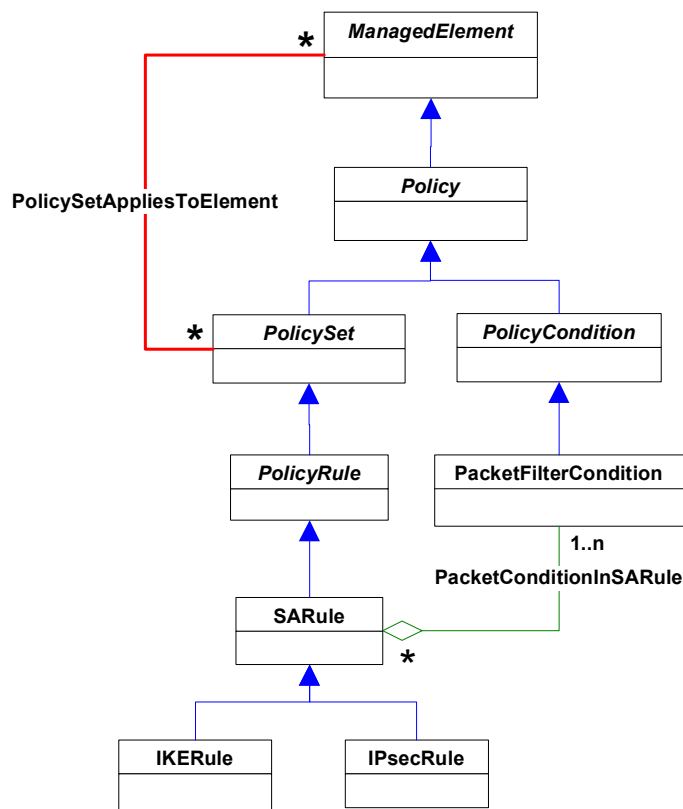 ManagedElement
*
Policy
PolicySetAppliesToElement
*
PolicySet
PolicyCondition
PolicyRule
PacketFilterCondition
1..n
PacketConditionInSARule
SARule
*
IKERule
IPsecRule